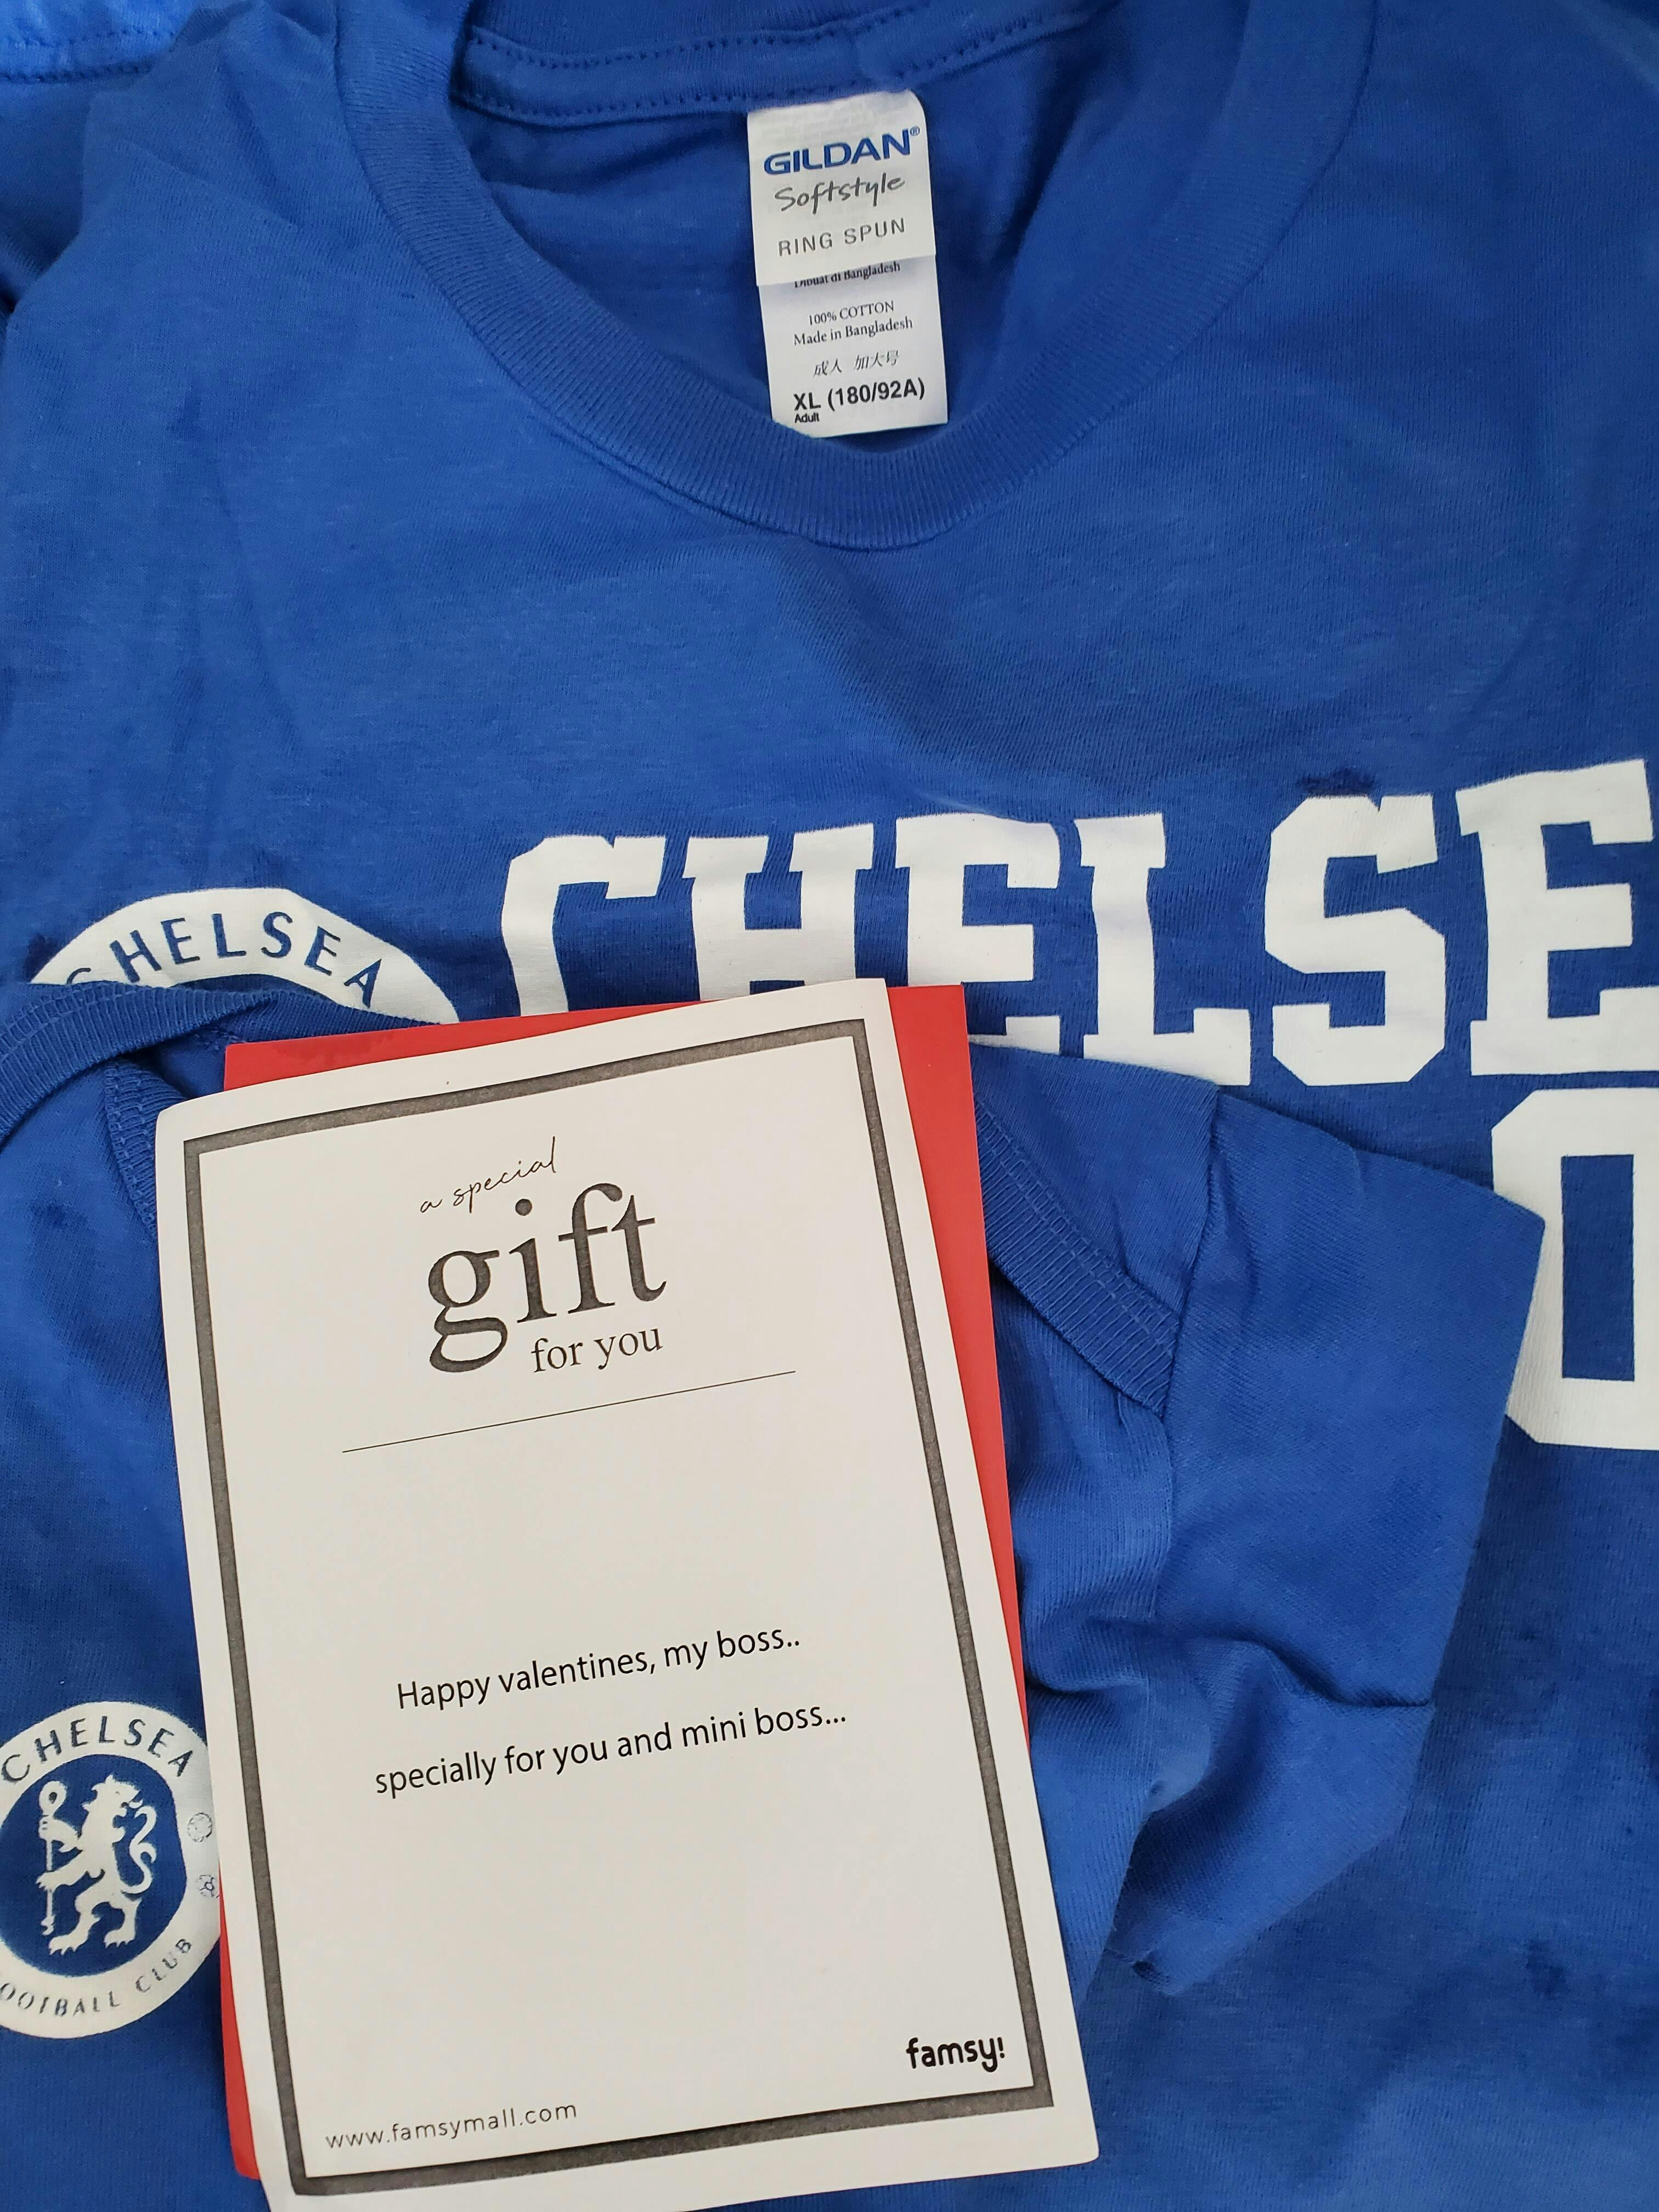 GILDAN®
Softstyle
RING SPUN
Dibuat di Bangladesh
100% COTTON
Made in Bangladesh
成人 加大号
XL (180/92A)
Adult
CHELSE
CHELSEA
0
a special
gift
for you
Happy valentines, my boss..
specially for you and mini boss...
CHELSEA
OOTBALL CLUB
famsy!
www.famsymall.com